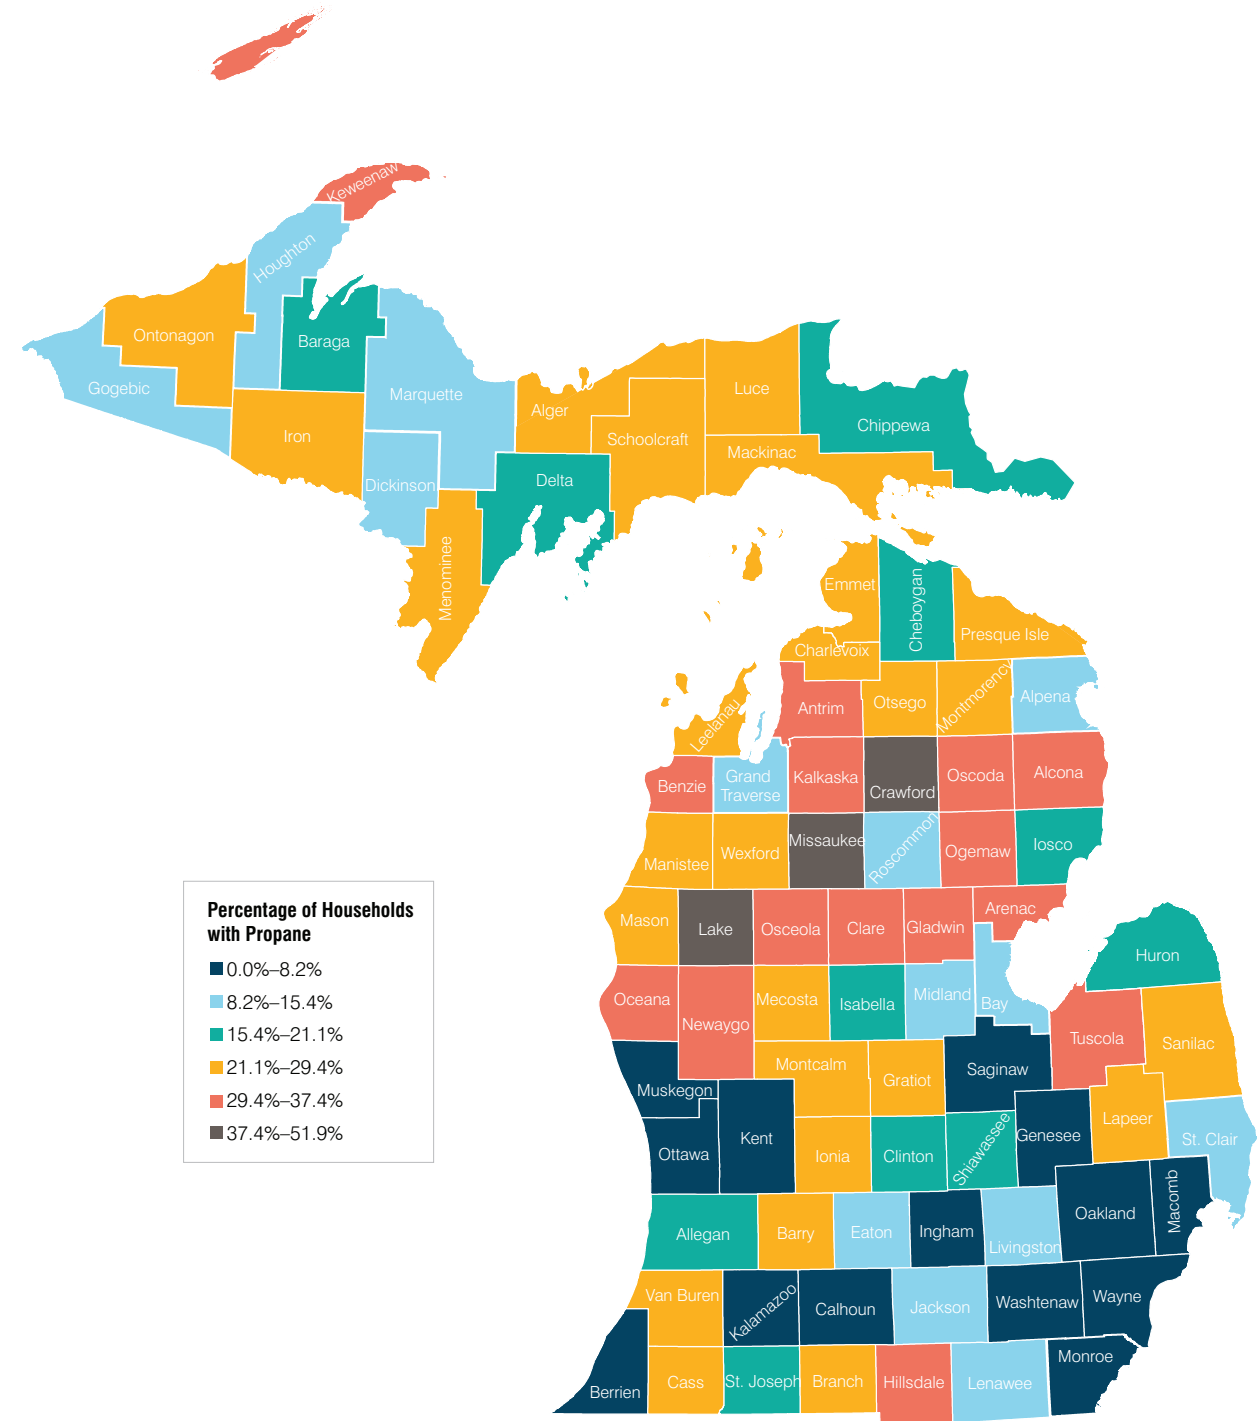 Keweenaw
Houghton
Ontonagon
Baraga
Gogebic
Marquette
Luce
Alger
Chippewa
Iron
Schoolcraft
Mackinac
Delta
Dickinson
Menominee
Emmet
Cheboygan
Presque Isle
Charlevoix
Montmorency
Alpena
Otsego
Antrim
Leelanau
Grand
Traverse
Benzie
Kalkaska
Crawford
Oscoda
Alcona
Manistee
Wexford
Missaukee
Roscommon
Ogemaw
Iosco
Percentage of Households
with Propane
0.0%–8.2%
8.2%–15.4%
15.4%–21.1%
21.1%–29.4%
29.4%–37.4%
37.4%–51.9%
Mason
Lake
Osceola
Clare
Gladwin
Arenac
Huron
Oceana
Newaygo
Mecosta
Isabella
Midland
Bay
Tuscola
Sanilac
Muskegon
Montcalm
Gratiot
Saginaw
Lapeer
St. Clair
Ottawa
Kent
Ionia
Clinton
Shiawassee
Genesee
Oakland
Macomb
Allegan
Barry
Eaton
Ingham
Livingston
Van Buren
Kalamazoo
Calhoun
Jackson
Washtenaw
Wayne
Monroe
Berrien
Cass
St. Joseph
Branch
Hillsdale
Lenawee